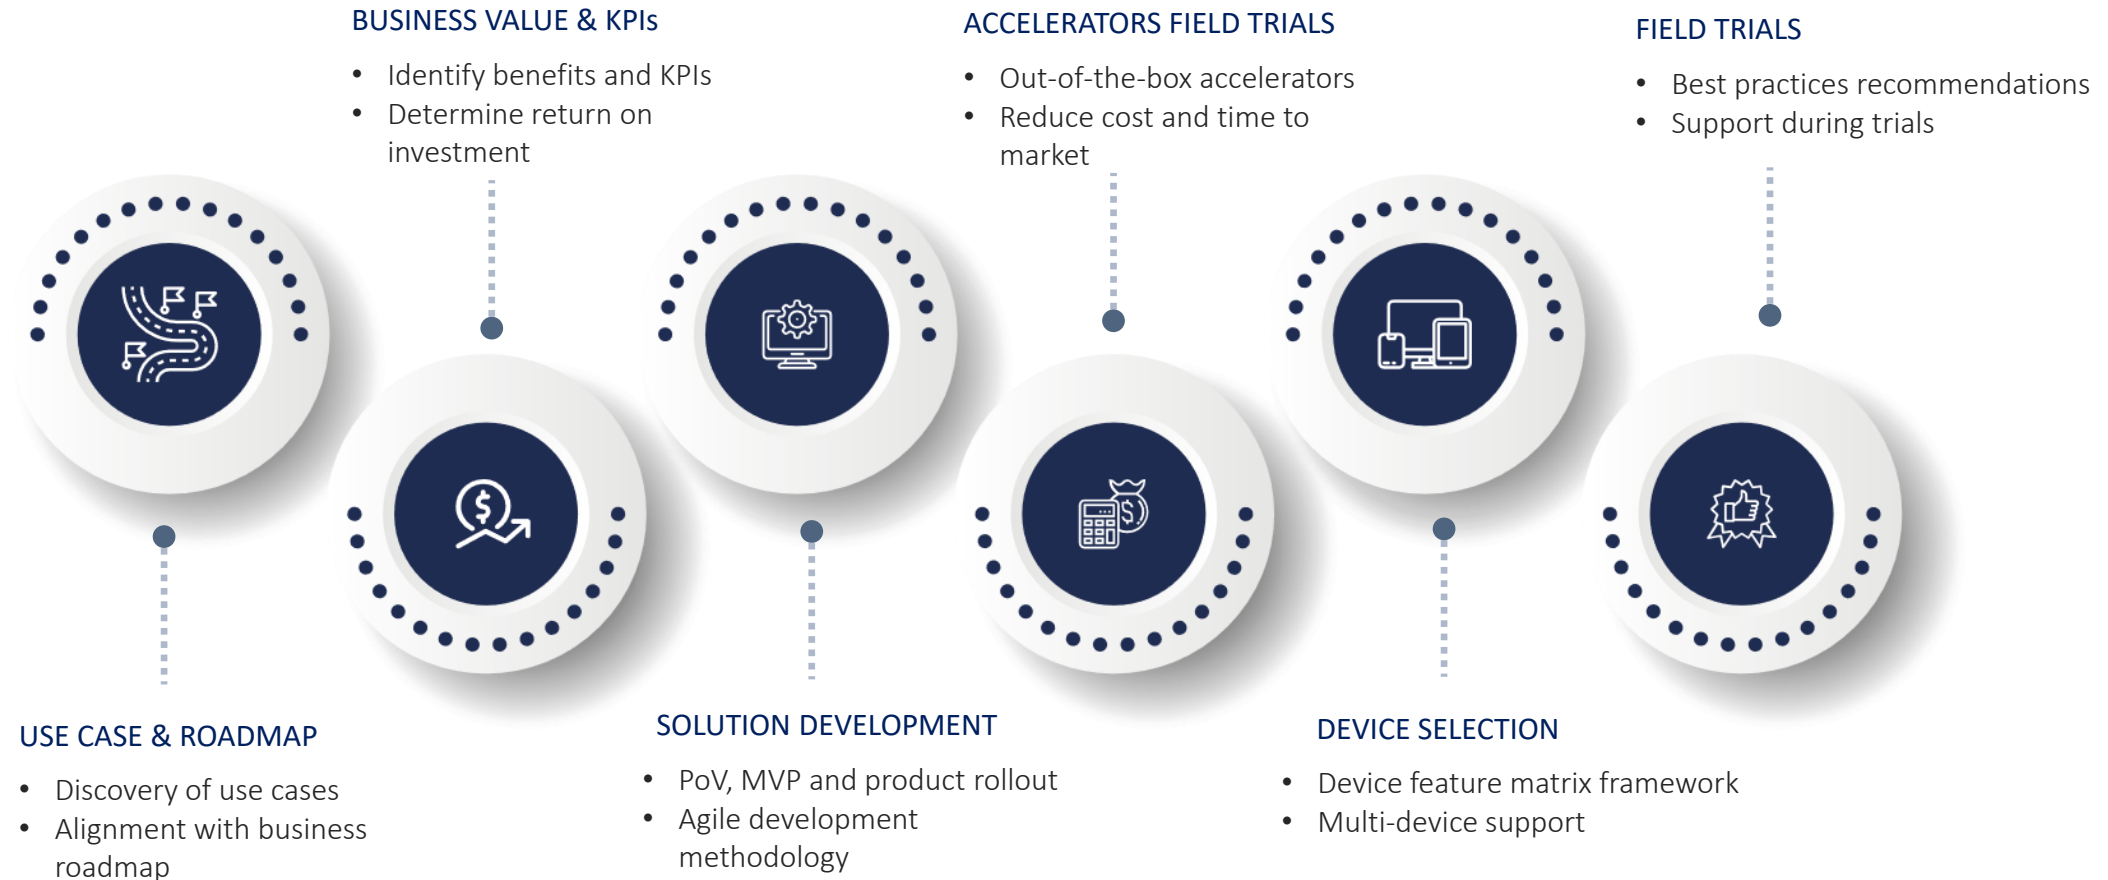 BUSINESS VALUE & KPIs
• Identify benefits and KPIs
• Determine return on
investment
ACCELERATORS FIELD TRIALS
• Out-of-the-box accelerators
• Reduce cost and time to
market
FIELD TRIALS
• Best practices recommendations
• Support during trials
USE CASE & ROADMAP
• Discovery of use cases
• Alignment with business
roadmap
SOLUTION DEVELOPMENT
• PoV, MVP and product rollout
• Agile development
methodology
DEVICE SELECTION
• Device feature matrix framework
• Multi-device support